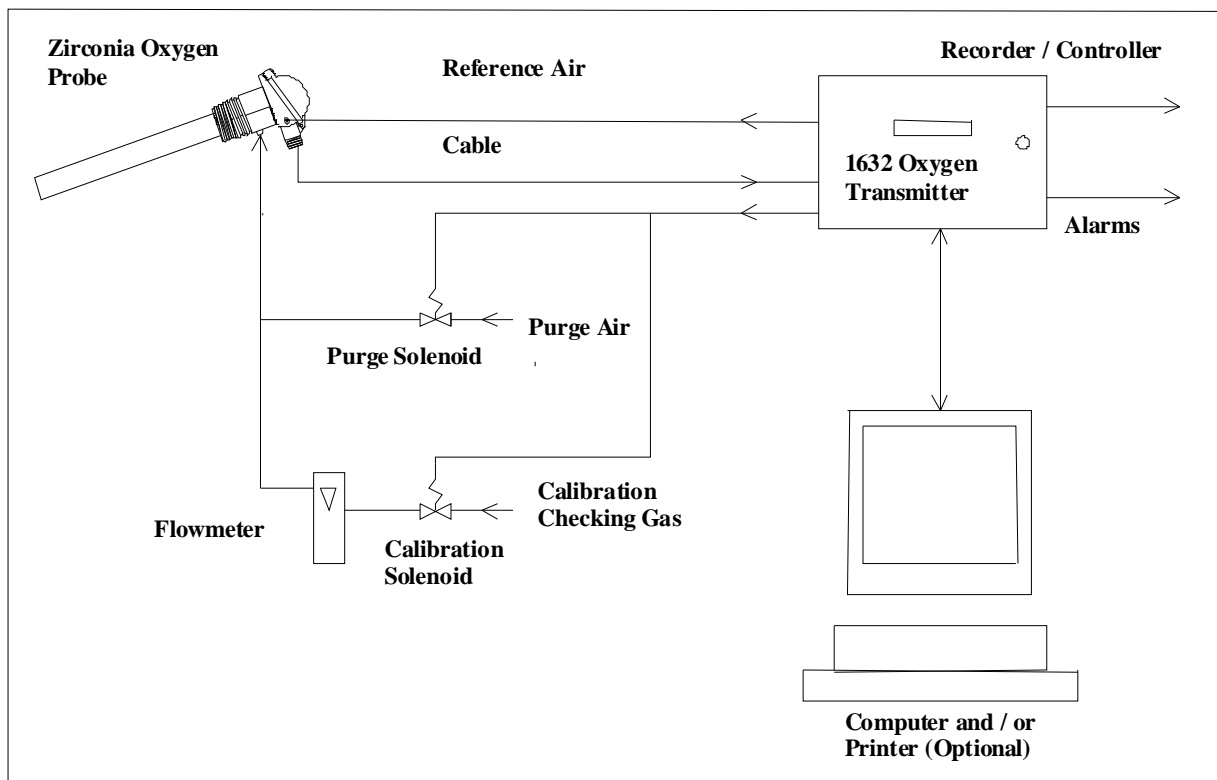 Zirconia Oxygen
Probe
Reference Air
Recorder / Controller
Cable
1632 Oxygen
Transmitter
Alarms
Purge Air
Purge Solenoid
Calibration
Checking Gas
Flowmeter
Calibration
Solenoid
Computer and / or
Printer (Optional)